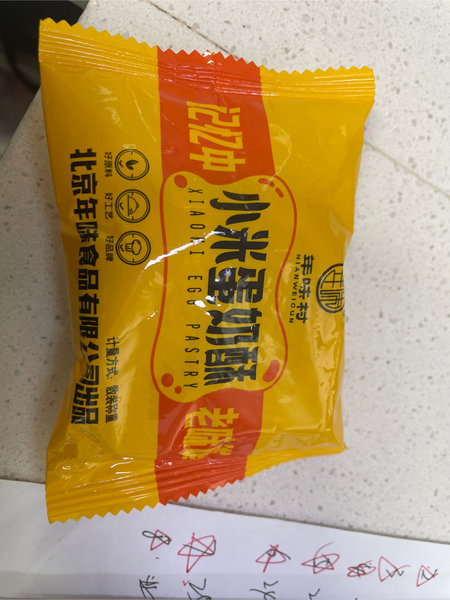 年味
年味村
NIANWEICUN
记忆中
小米蛋奶酥
XIAOMI EGG PASTRY
好原料
好工艺
好品牌
计量方式：散装称重
北京年味食品有限公司出品